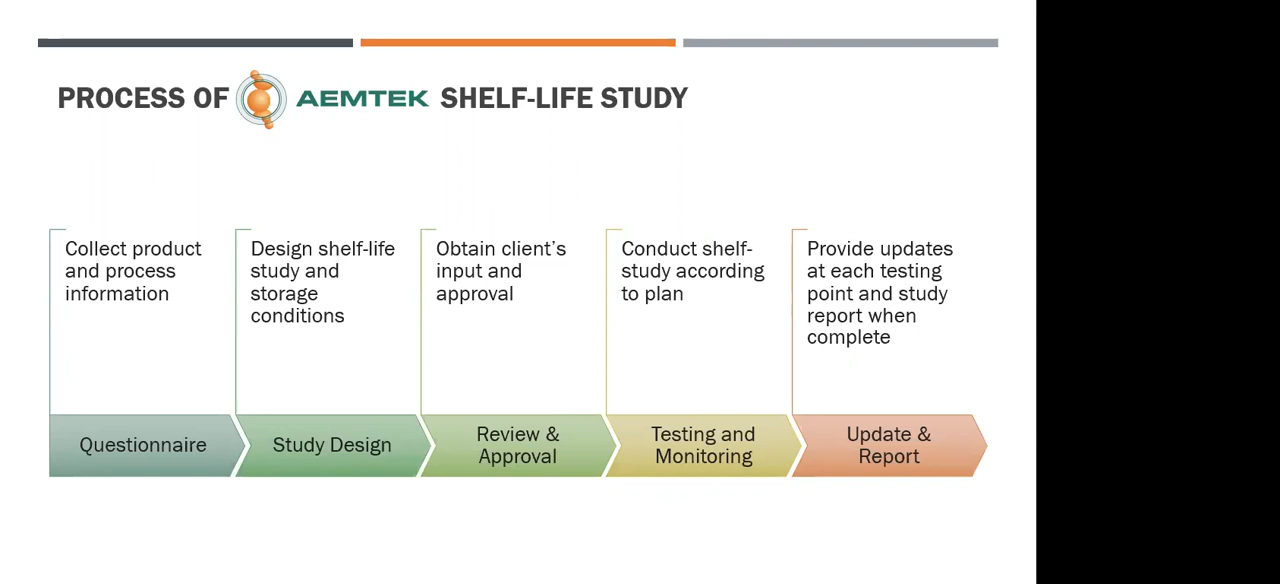 PROCESS OF AEMTEK SHELF-LIFE STUDY
Collect product
and process
information
Design shelf-life
study and
storage
conditions
Obtain client's
input and
approval
Conduct shelf-
study according
to plan
Provide updates
at each testing
point and study
report when
complete
Questionnaire
Study Design
Review &
Approval
Testing and
Monitoring
Update &
Report